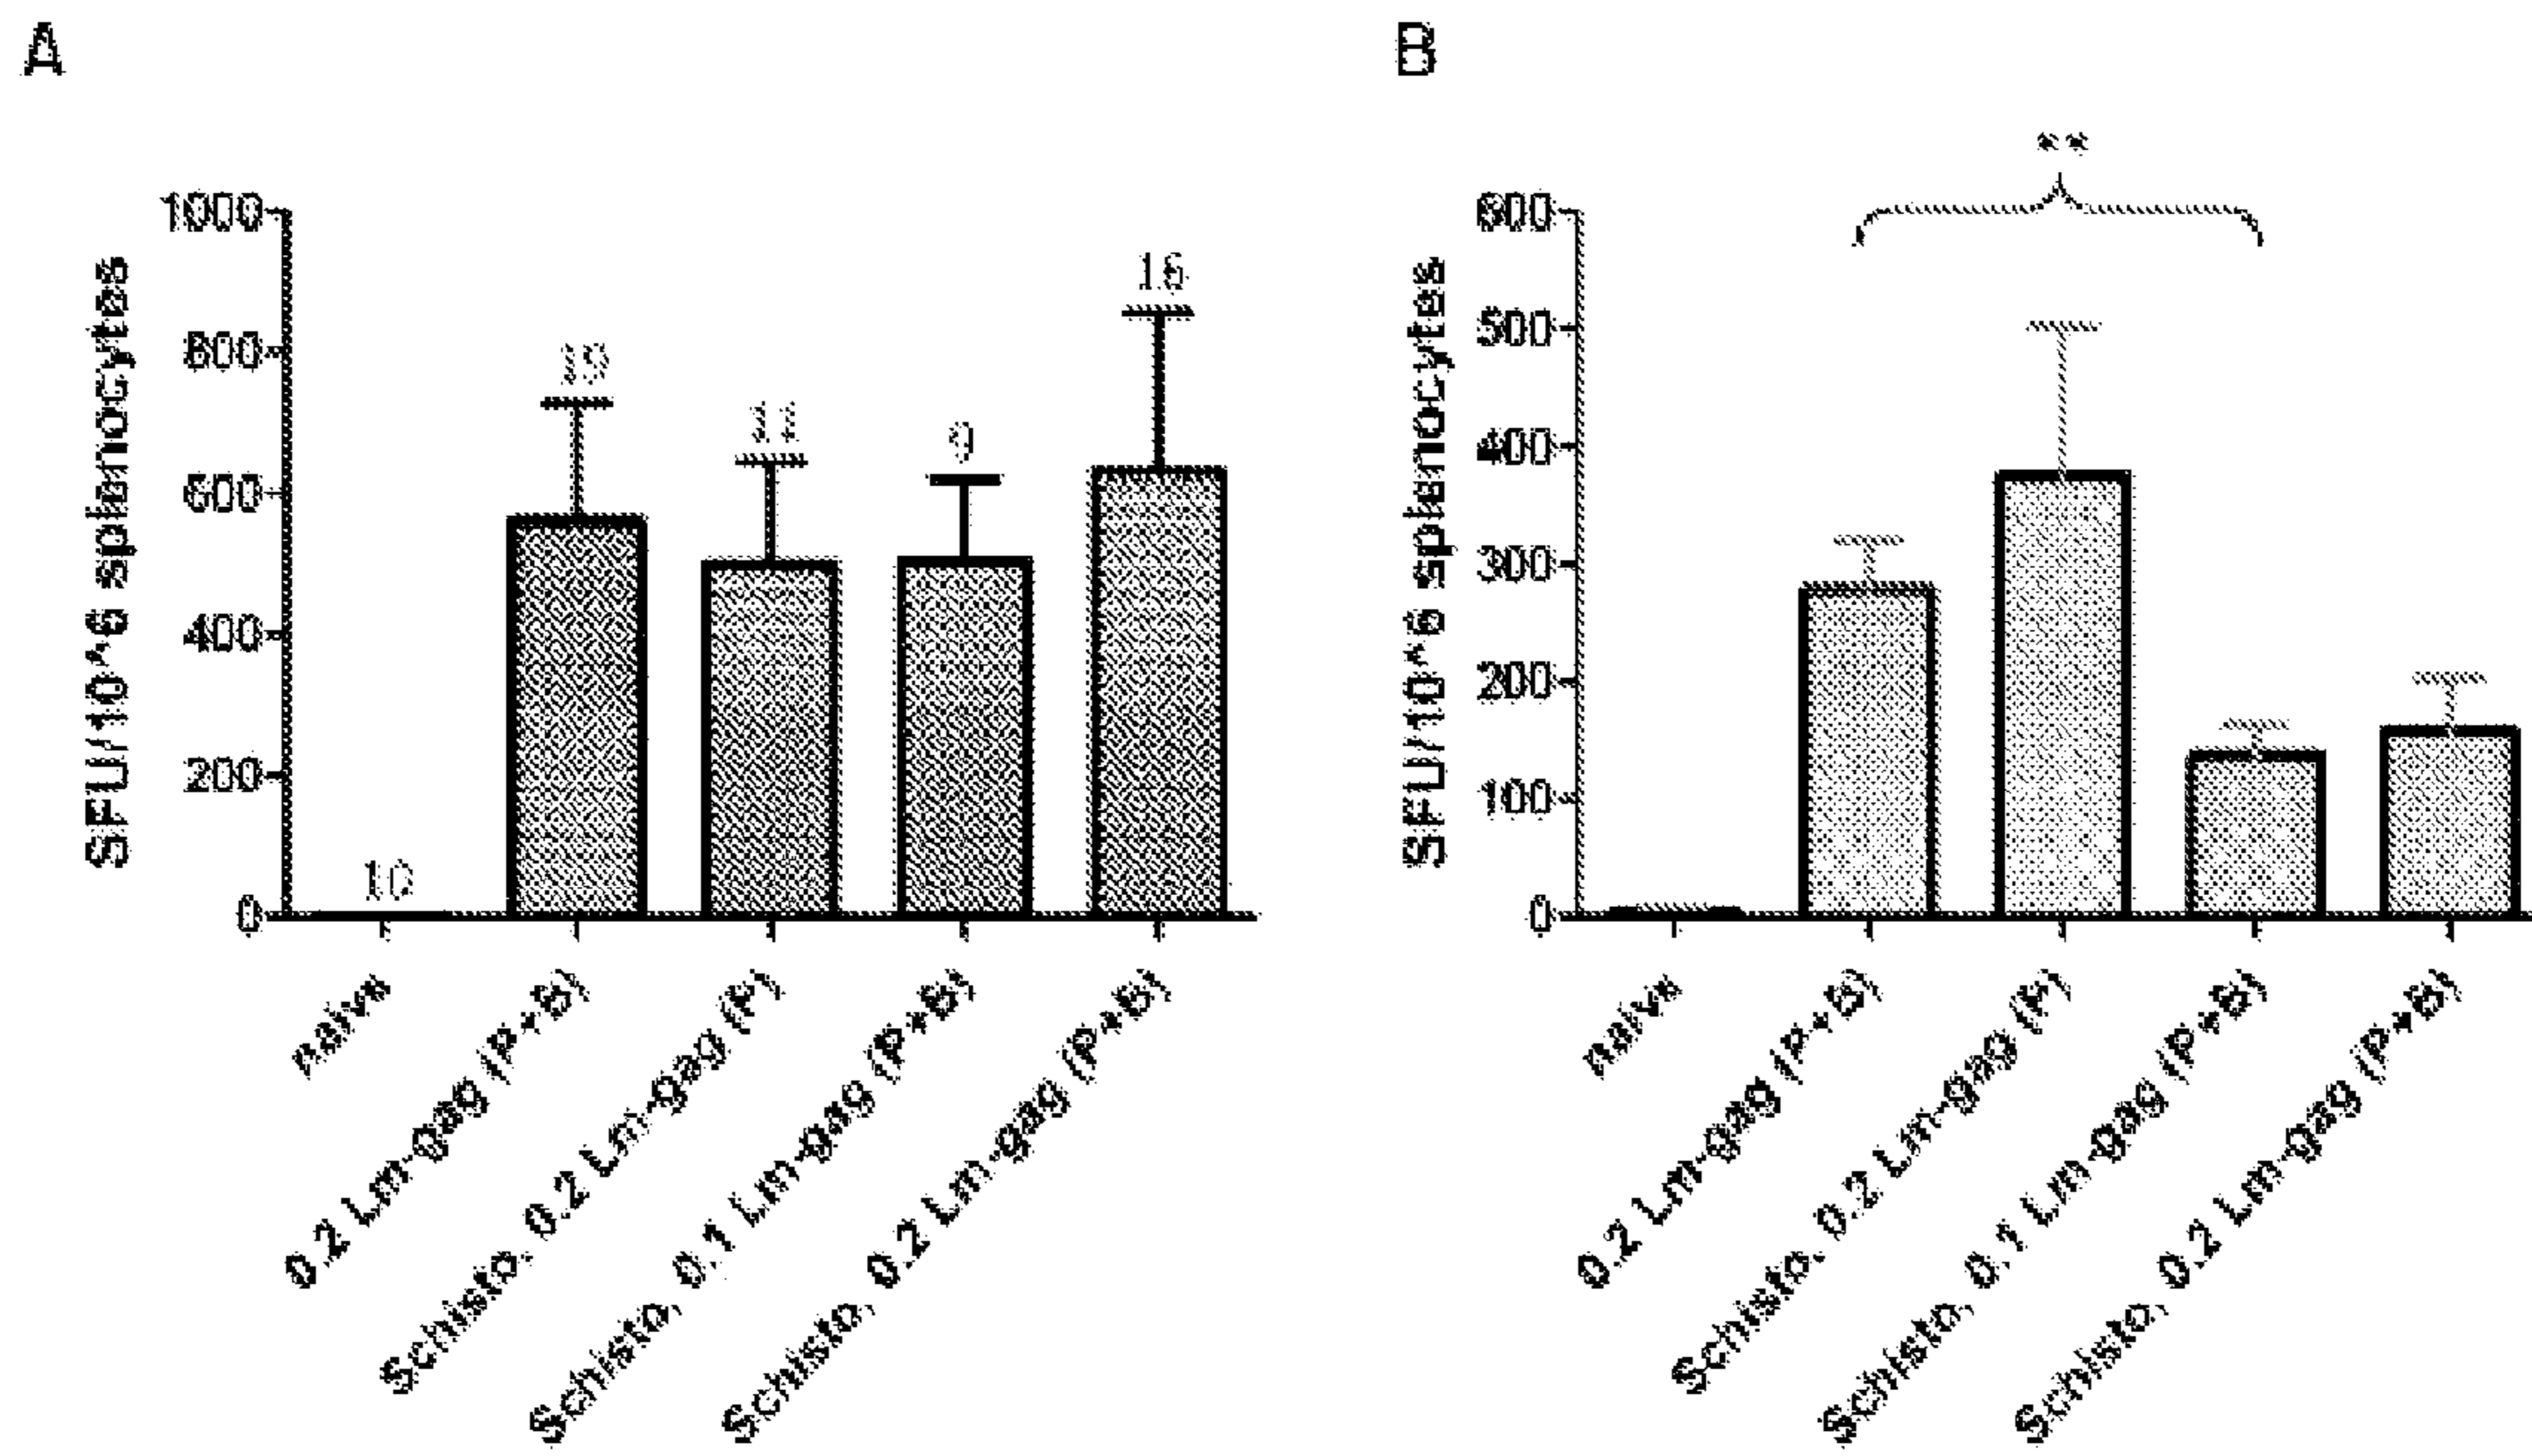 A
SFU/10^6 splenocytes
1000
800
600
400
200
0
10
19
11
9
naive
0.2 Lm-gag (P+B)
Schisto, 0.2 Lm-gag (P)
Schisto, 0.1 Lm-gag (P+B)
Schisto, 0.2 Lm-gag (P+B)
B
SFU/10^6 splenocytes
600
500
400
300
200
100
0
**
naive
0.2 Lm-gag (P+B)
Schisto, 0.2 Lm-gag (P)
Schisto, 0.1 Lm-gag (P+B)
Schisto, 0.2 Lm-gag (P+B)